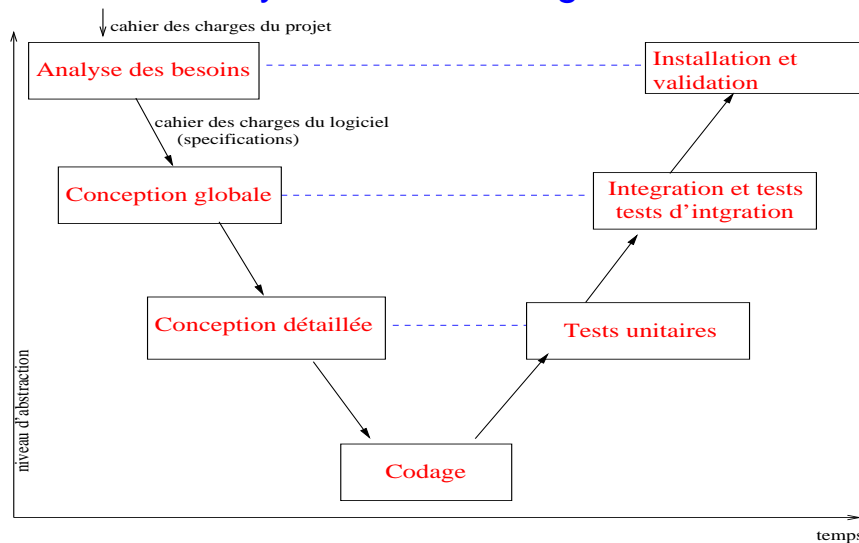 cahier des charges du projet
Analyse des besoins
Installation et
validation
cahier des charges du logiciel
(specifications)
Conception globale
Integration et tests
tests d'intgration
Conception détaillée
Tests unitaires
niveau d'abstraction
Codage
temps